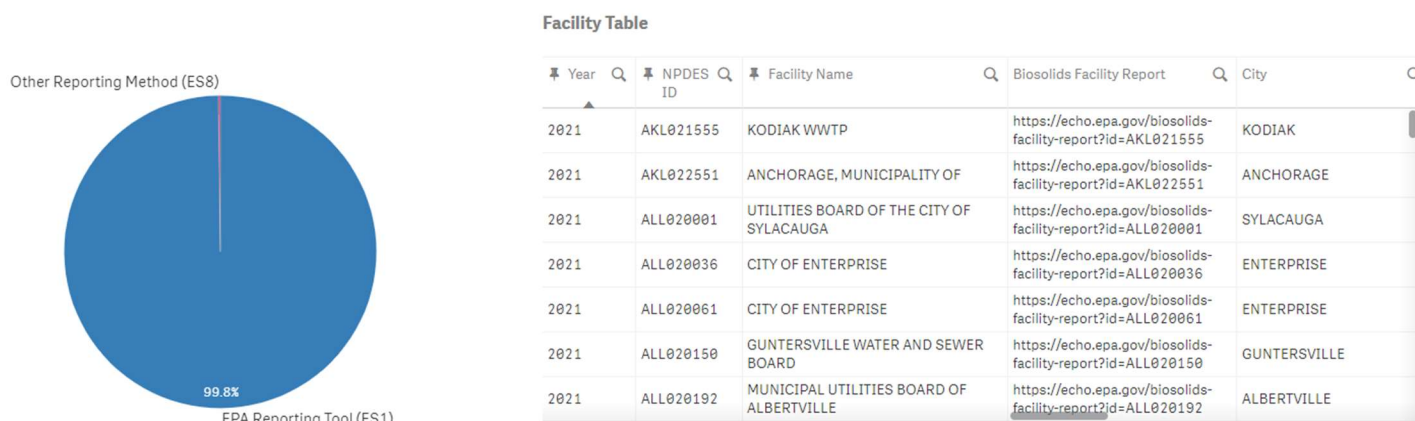 Facility Table
Other Reporting Method (ES8)
99.8%
EPA Reporting Tool (ES1)
Year NPDES ID Facility Name Biosolids Facility Report City
2021 AKL021555 KODIAK WWTP https://echo.epa.gov/biosolids-facility-report?id=AKL021555 KODIAK
2021 AKL022551 ANCHORAGE, MUNICIPALITY OF https://echo.epa.gov/biosolids-facility-report?id=AKL022551 ANCHORAGE
2021 ALL020001 UTILITIES BOARD OF THE CITY OF SYLACAUGA https://echo.epa.gov/biosolids-facility-report?id=ALL020001 SYLACAUGA
2021 ALL020036 CITY OF ENTERPRISE https://echo.epa.gov/biosolids-facility-report?id=ALL020036 ENTERPRISE
2021 ALL020061 CITY OF ENTERPRISE https://echo.epa.gov/biosolids-facility-report?id=ALL020061 ENTERPRISE
2021 ALL020150 GUNTERSVILLE WATER AND SEWER BOARD https://echo.epa.gov/biosolids-facility-report?id=ALL020150 GUNTERSVILLE
2021 ALL020192 MUNICIPAL UTILITIES BOARD OF ALBERTVILLE https://echo.epa.gov/biosolids-facility-report?id=ALL020192 ALBERTVILLE